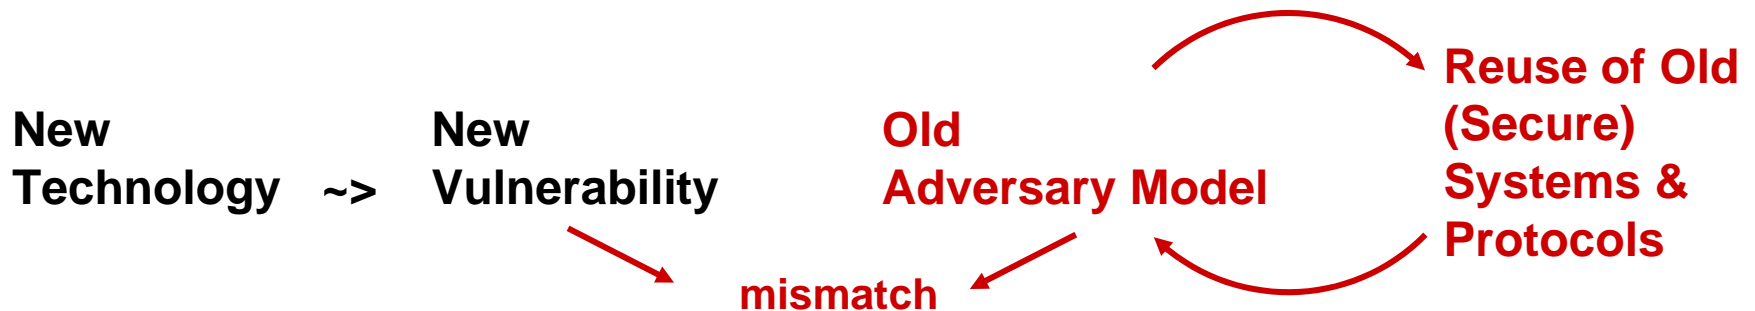 New
Technology ~>
New
Vulnerability
Old
Adversary Model
Reuse of Old
(Secure)
Systems &
Protocols
mismatch